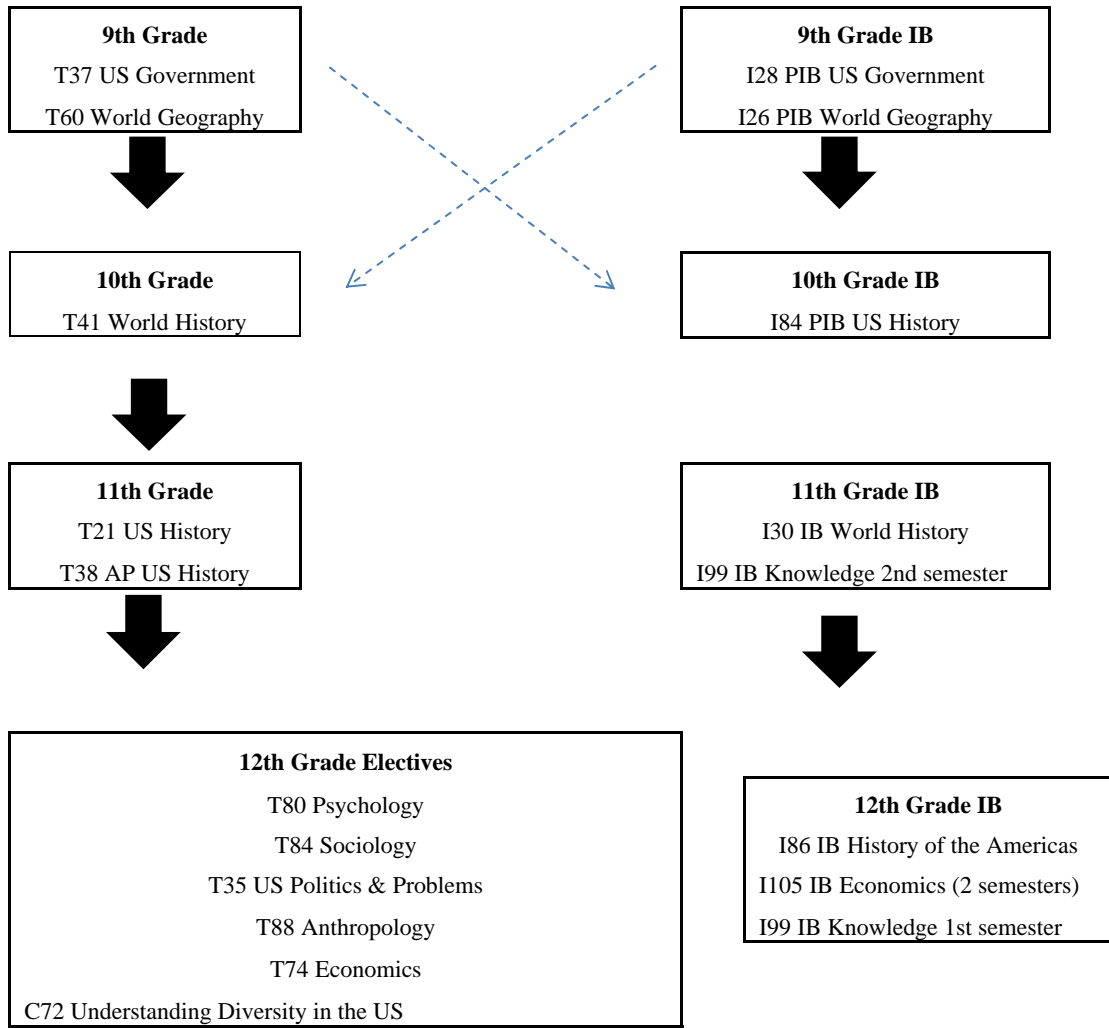 9th Grade
T37 US Government
T60 World Geography
9th Grade IB
I28 PIB US Government
I26 PIB World Geography
10th Grade
T41 World History
10th Grade IB
I84 PIB US History
11th Grade
T21 US History
T38 AP US History
11th Grade IB
I30 IB World History
I99 IB Knowledge 2nd semester
12th Grade Electives
T80 Psychology
T84 Sociology
T35 US Politics & Problems
T88 Anthropology
T74 Economics
C72 Understanding Diversity in the US
12th Grade IB
I86 IB History of the Americas
I105 IB Economics (2 semesters)
I99 IB Knowledge 1st semester